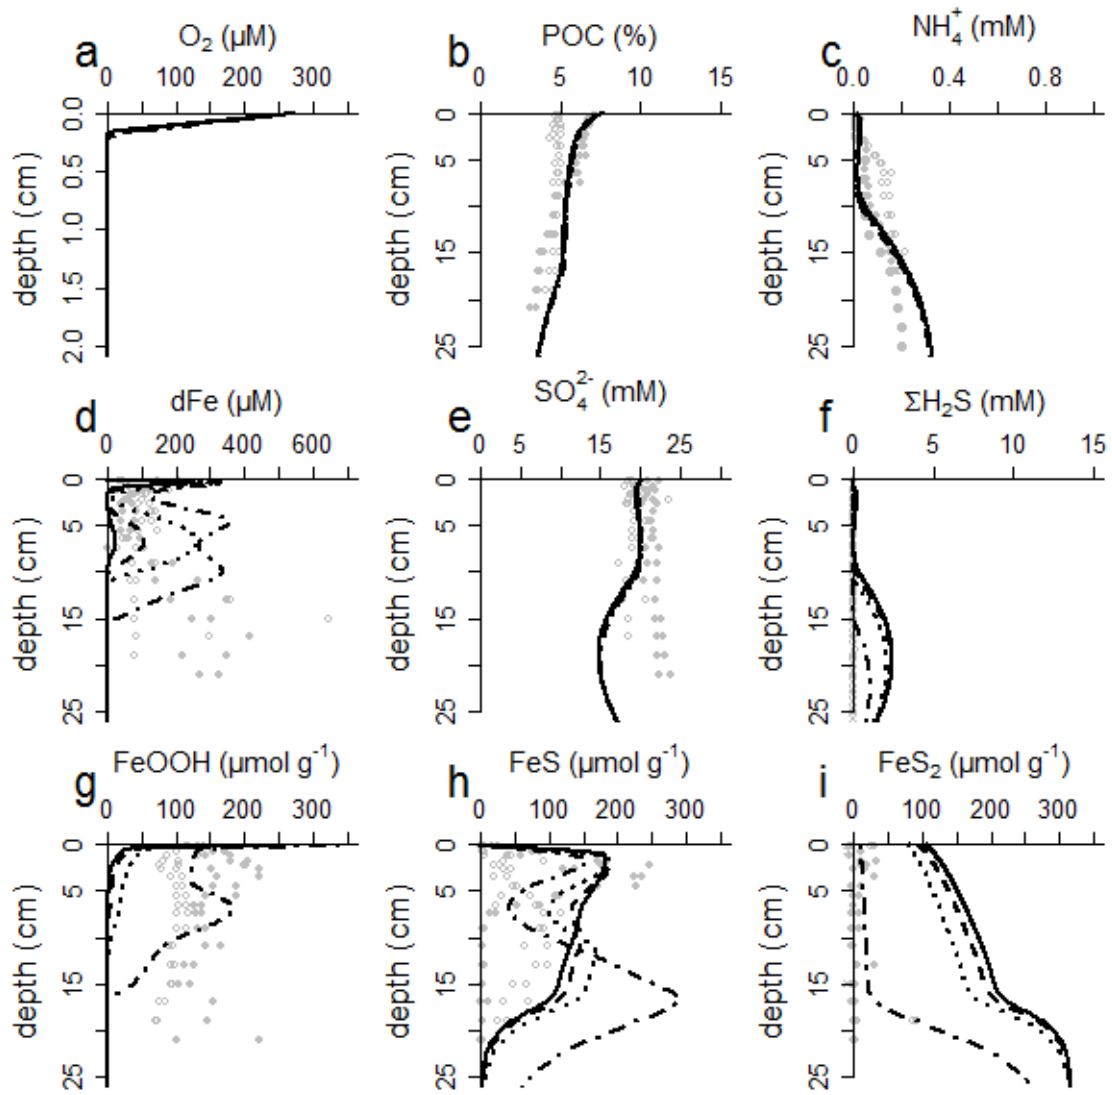 a O₂ (µM)
0 100 200 300
0.0 0.5 1.0 1.5 2.0
depth (cm)
b POC (%)
0 5 10 15
0 5 15 25
depth (cm)
c NH₄⁺ (mM)
0.0 0.4 0.8
0 5 15 25
depth (cm)
d dFe (µM)
0 200 400 600
0 5 15 25
depth (cm)
e SO₄²⁻ (mM)
0 5 15 25
0 5 15 25
depth (cm)
f ΣH₂S (mM)
0 5 10 15
0 5 15 25
depth (cm)
g FeOOH (µmol g⁻¹)
0 100 200 300
0 5 15 25
depth (cm)
h FeS (µmol g⁻¹)
0 100 200 300
0 5 15 25
depth (cm)
i FeS₂ (µmol g⁻¹)
0 100 200 300
0 5 15 25
depth (cm)